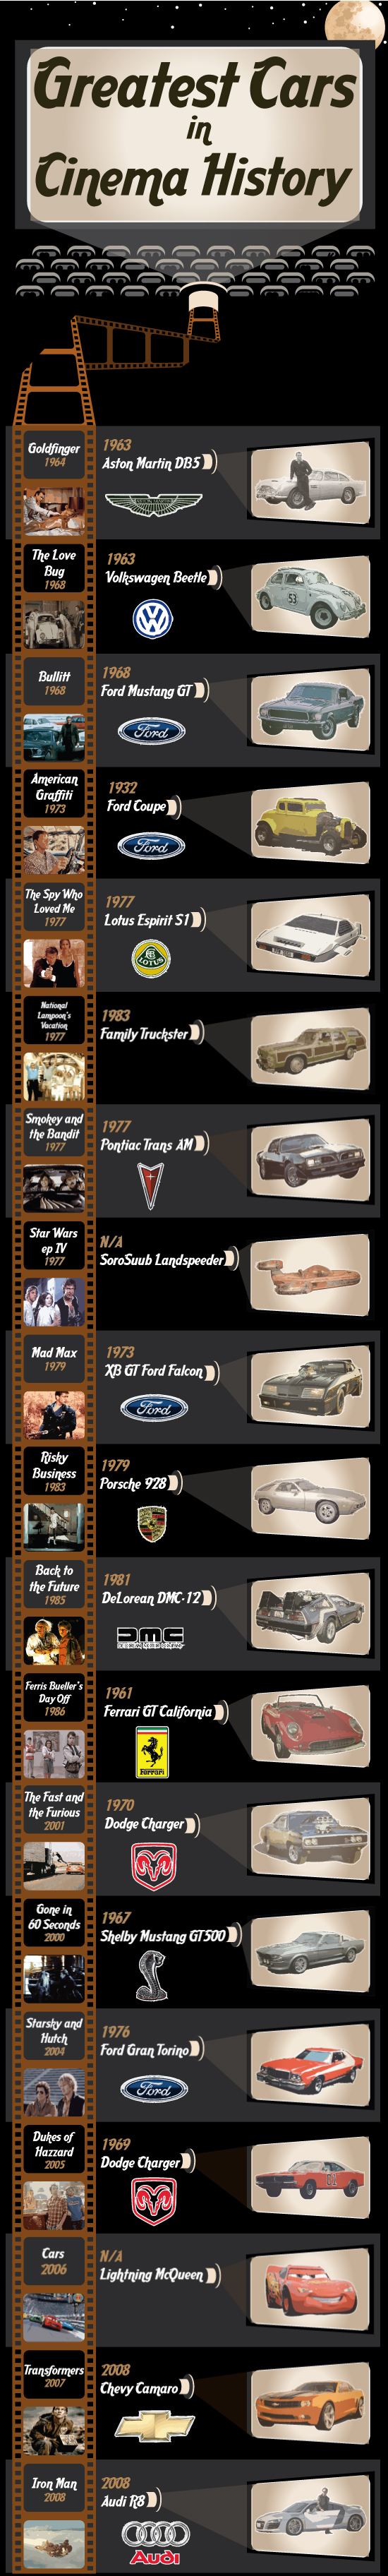 Greatest Cars
in
Cinema History
Goldfinger
1964
1963
Aston Martin DB5
The Love
Bug
1968
1963
Volkswagen Beetle
53
Bullitt
1968
1968
Ford Mustang GT
Ford
American
Graffiti
1973
1932
Ford Coupe
Ford
The Spy Who
Loved Me
1977
1977
Lotus Espirit S1
LOTUS
National
Lampoon's
Vacation
1977
1983
Family Truckster
Smokey and
the Bandit
1977
1977
Pontiac Trans AM
Star Wars
ep IV
1977
N/A
SoroSuub Landspeeder
Mad Max
1979
1973
XB GT Ford Falcon
Ford
Risky
Business
1983
1979
Porsche 928
Back to
the Future
1985
1981
DeLorean DMC-12
DMC
Ferris Bueller's
Day Off
1986
1961
Ferrari GT California
Ferrari
The Fast and
the Furious
2001
1970
Dodge Charger
Gone in
60 Seconds
2000
1967
Shelby Mustang GT500
Starsky and
Hutch
2004
1976
Ford Gran Torino
Ford
Dukes of
Hazzard
2005
1969
Dodge Charger
01
Cars
2006
N/A
Lightning McQueen
Transformers
2007
2008
Chevy Camaro
Iron Man
2008
2008
Audi R8
Audi